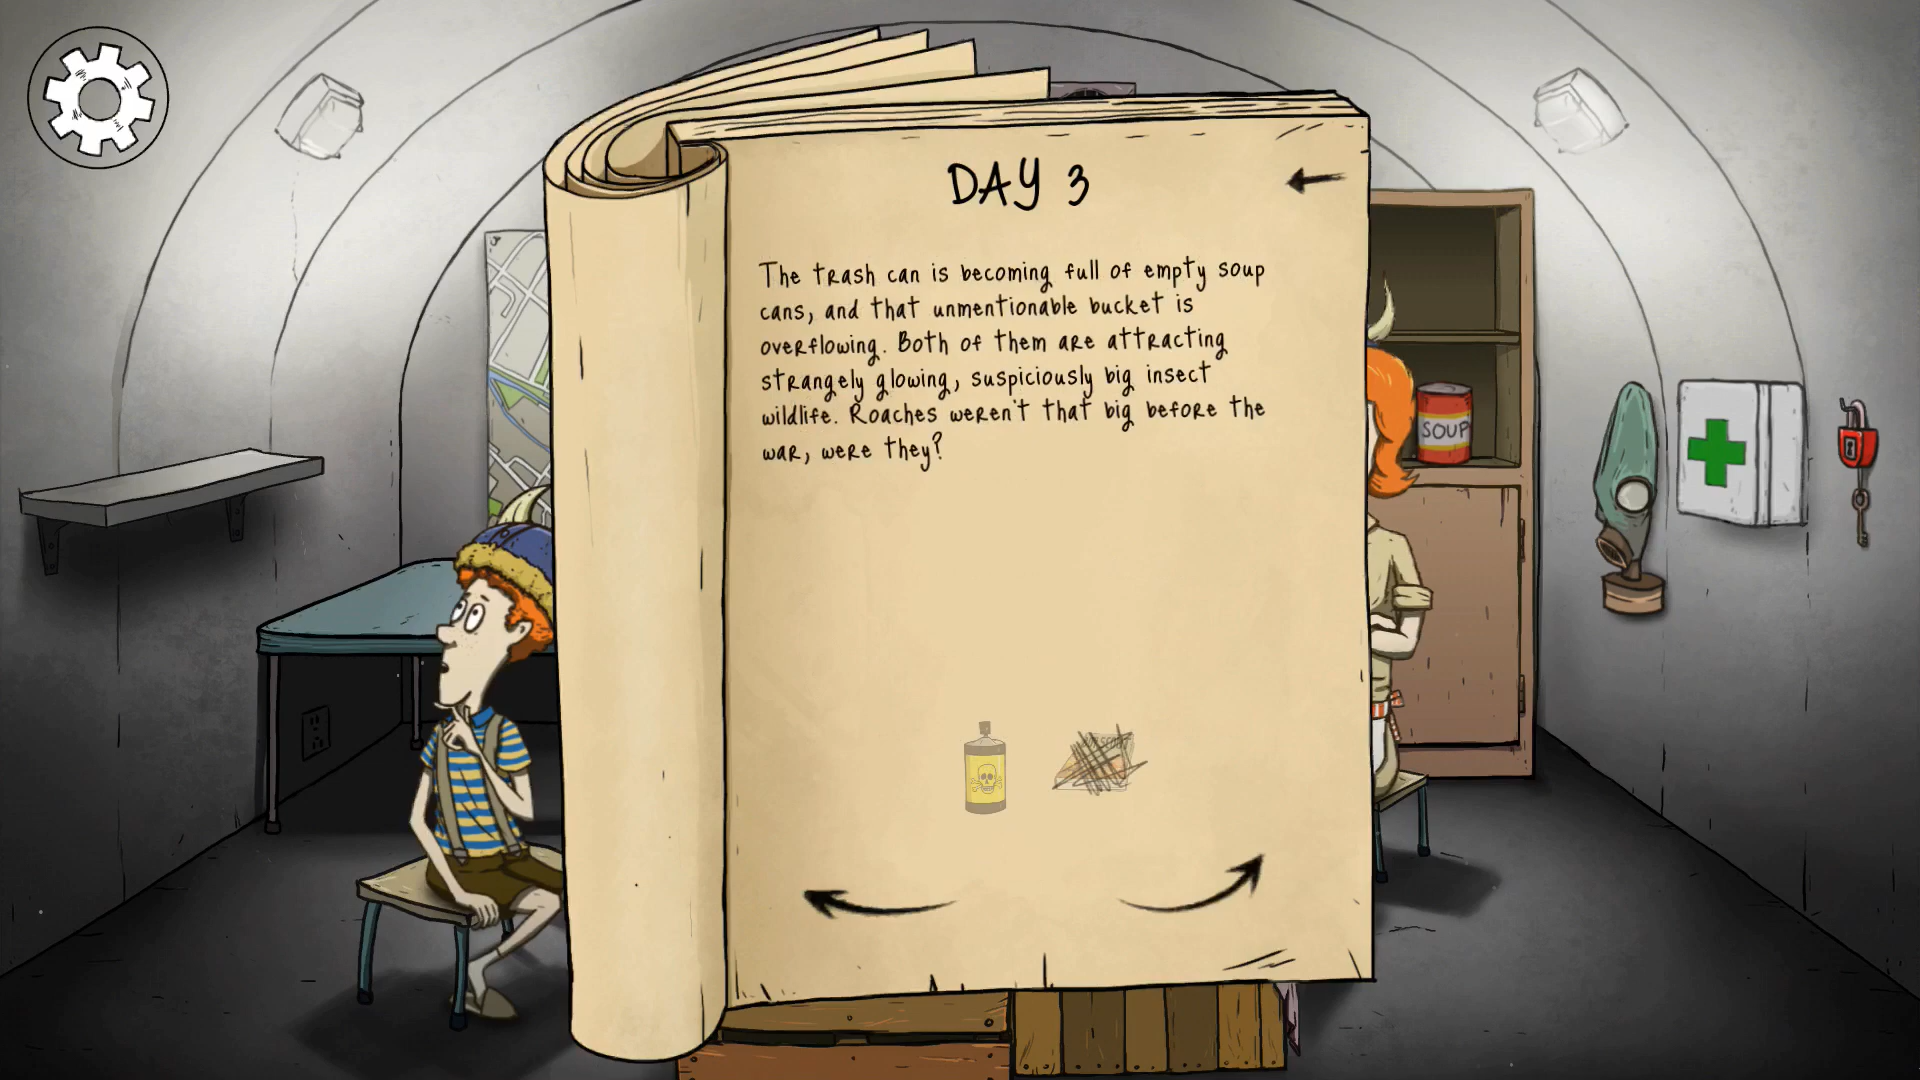 DAY 3
The trash can is becoming full of empty soup
cans, and that unmentionable bucket is
overflowing. Both of them are attracting
strangely glowing, suspiciously big insect
wildlife. Roaches weren't that big before the
war, were they?
SOUP